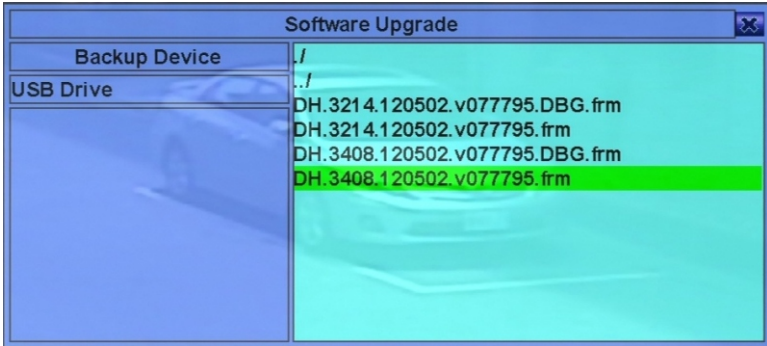 Software Upgrade
Backup Device
USB Drive
./
../
DH.3214.120502.v077795.DBG.frm
DH.3214.120502.v077795.frm
DH.3408.120502.v077795.DBG.frm
DH.3408.120502.v077795.frm